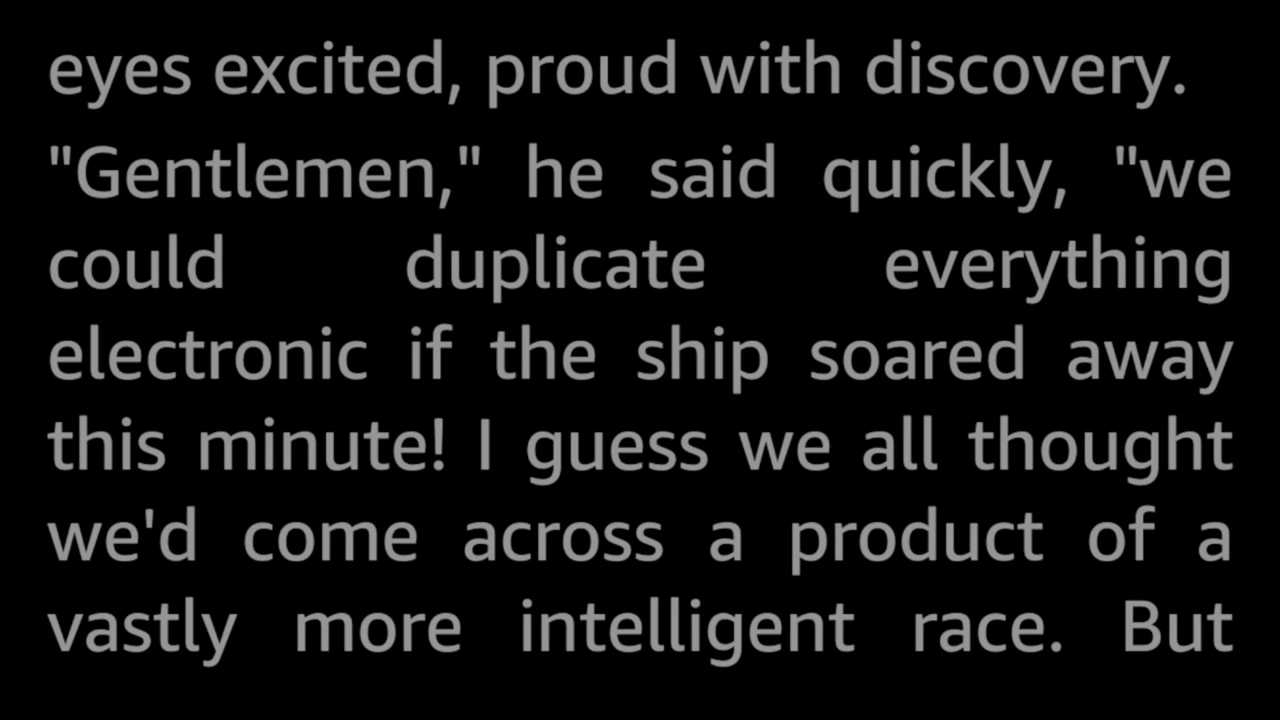 eyes excited, proud with discovery.
"Gentlemen," he said quickly, "we
could duplicate everything
electronic if the ship soared away
this minute! I guess we all thought
we'd come across a product of a
vastly more intelligent race. But